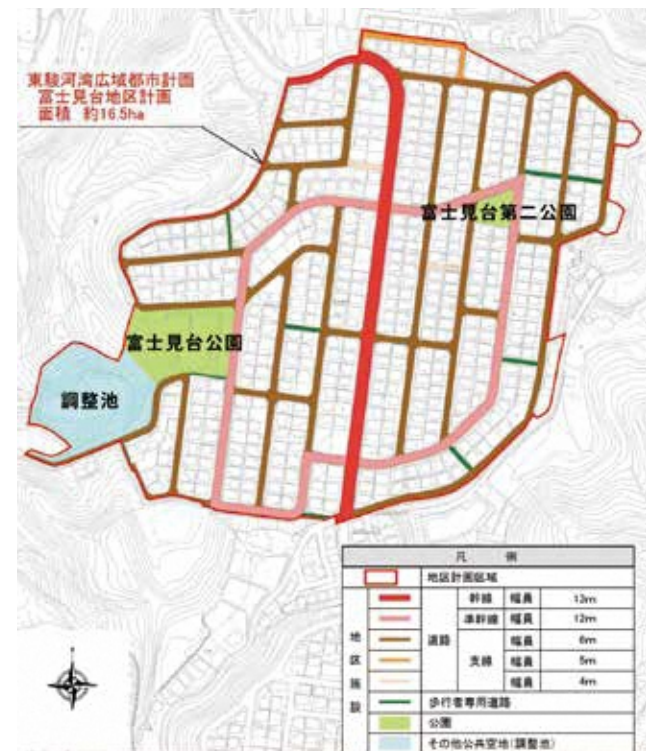 東駿河湾広域都市計画
富士見台地区計画
面積 約16.5ha
富士見台第二公園
富士見台公園
調整池
凡 例
地区計画区域
地区施設
道路
幹線 幅員 13m
準幹線 幅員 12m
支線
幅員 6m
幅員 5m
幅員 4m
歩行者専用道路
公園
その他公共空地(調整池)